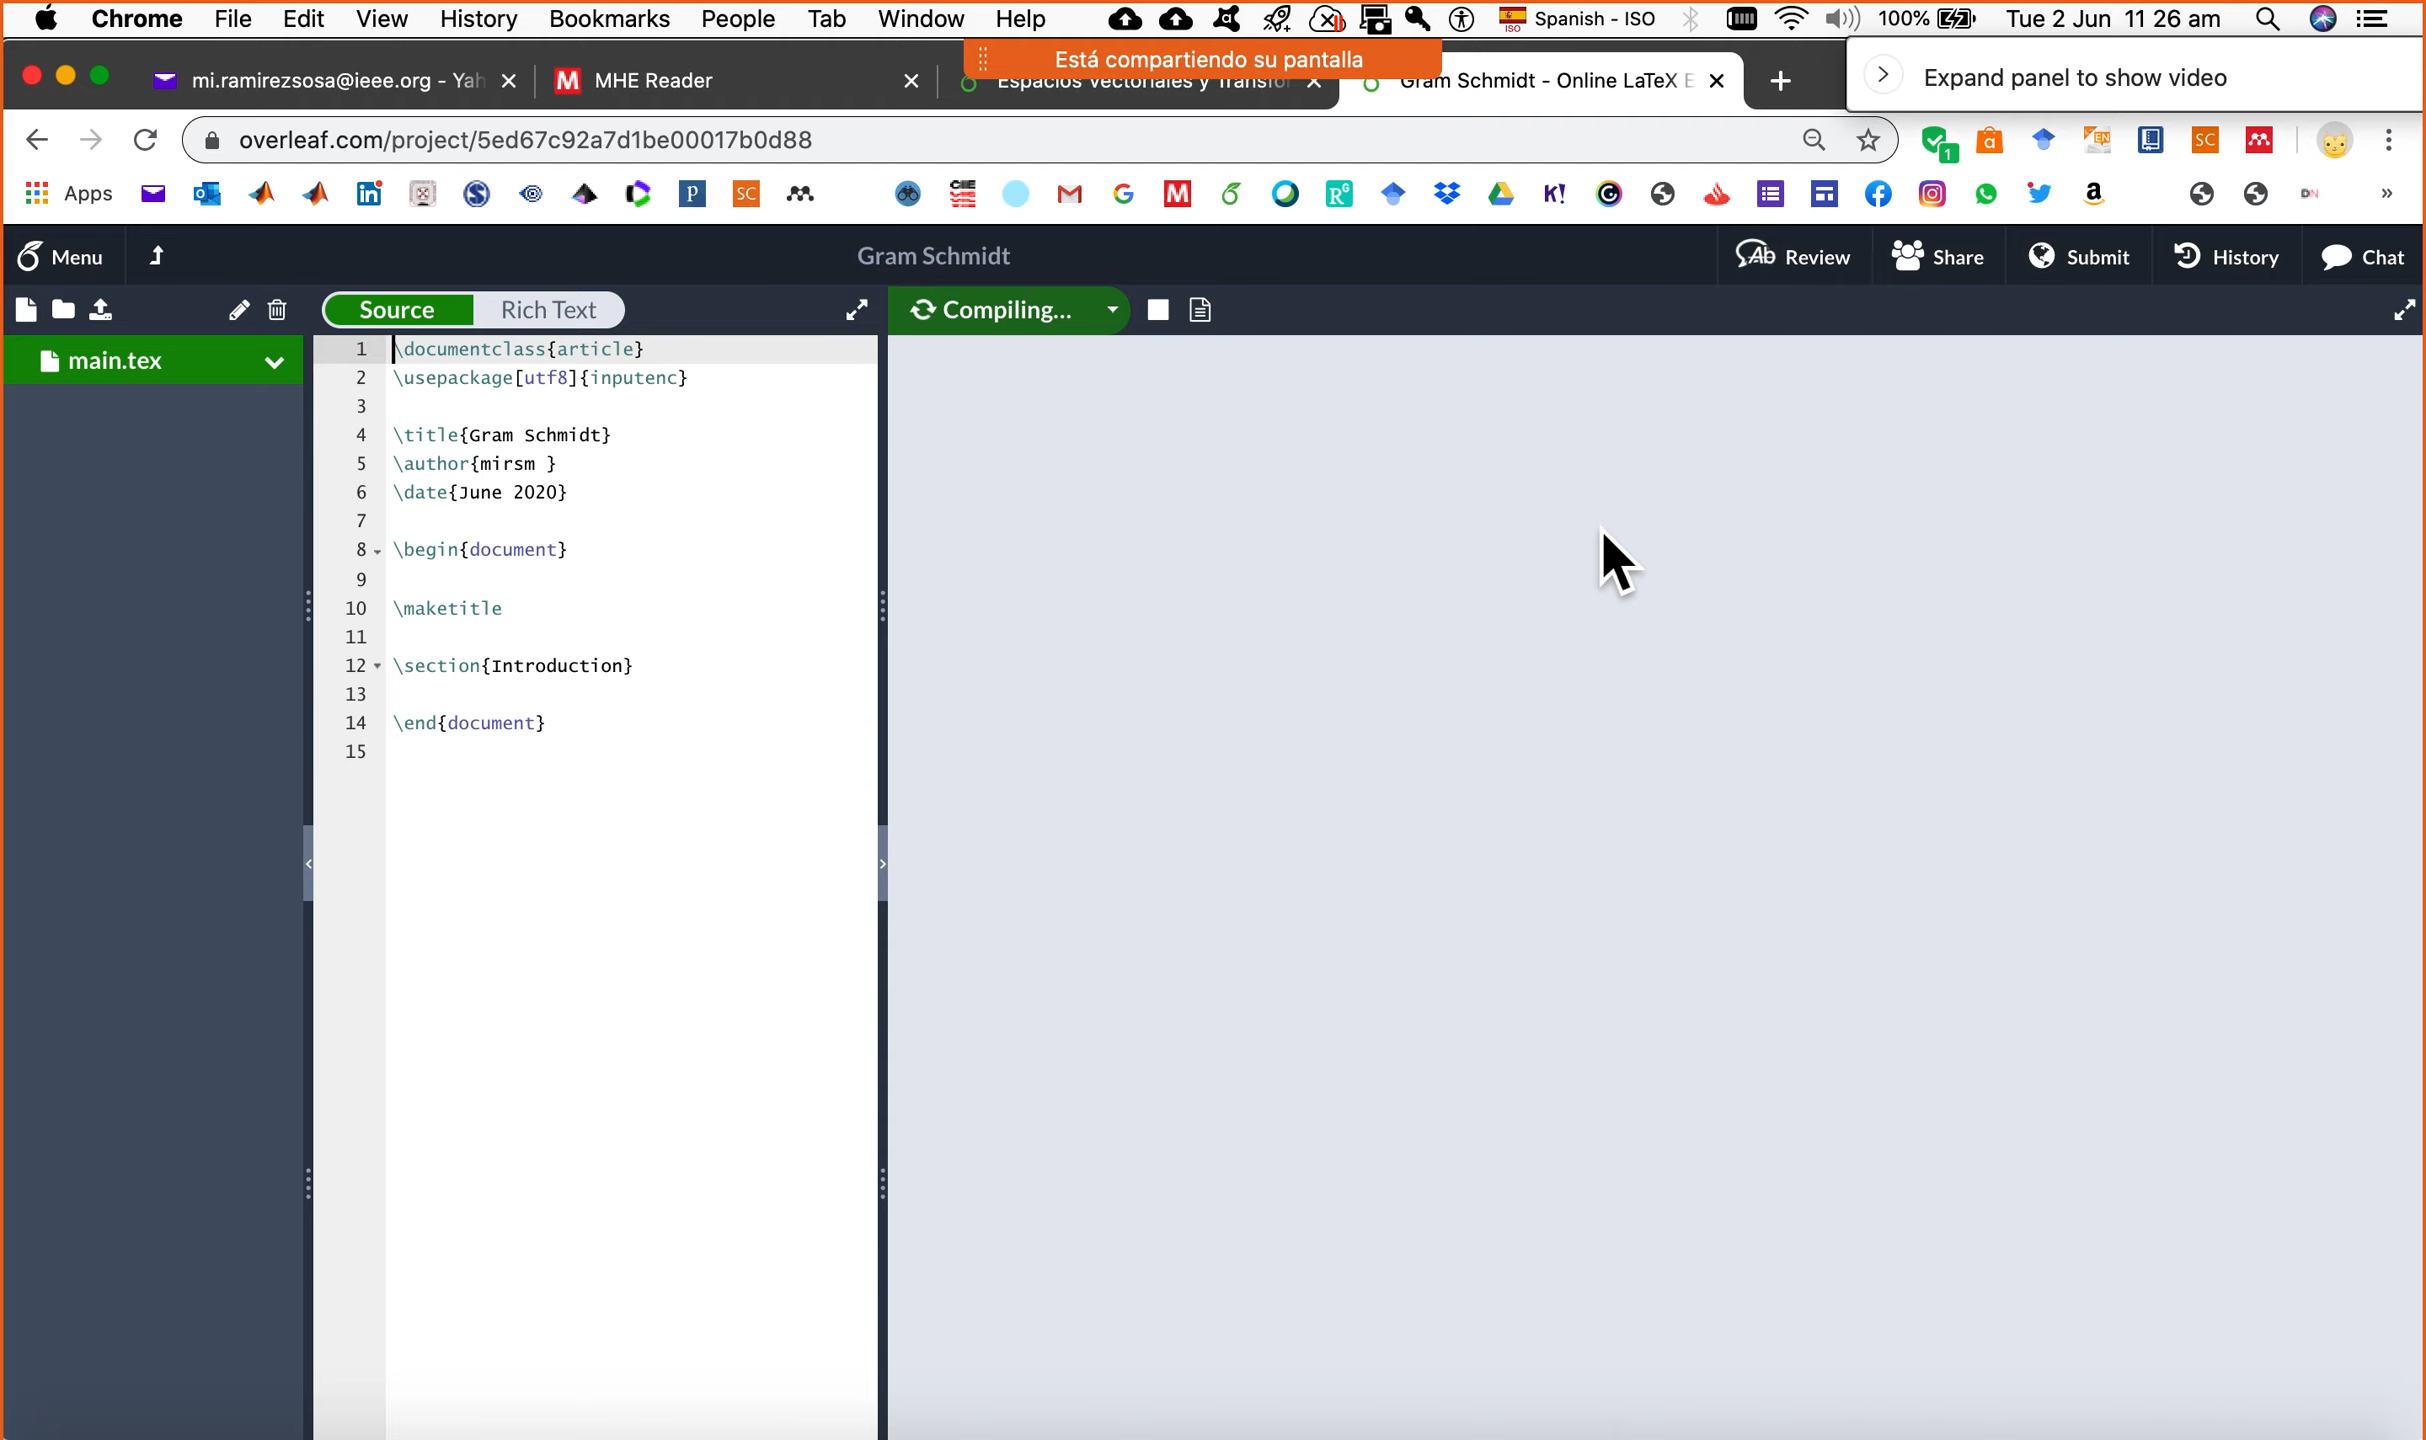 Chrome File Edit View History Bookmarks People Tab Window Help Spanish - ISO 100% Tue 2 Jun 11 26 am
Está compartiendo su pantalla
mi.ramirezsosa@ieee.org - Yah MHE Reader Espacios Vectoriales y Transfor Gram Schmidt - Online LaTeX E Expand panel to show video
overleaf.com/project/5ed67c92a7d1be00017b0d88
Apps
Menu Gram Schmidt Review Share Submit History Chat
Source Rich Text Compiling...
main.tex
1 \documentclass{article}
2 \usepackage[utf8]{inputenc}
3
4 \title{Gram Schmidt}
5 \author{mirsm }
6 \date{June 2020}
7
8 \begin{document}
9
10 \maketitle
11
12 \section{Introduction}
13
14 \end{document}
15